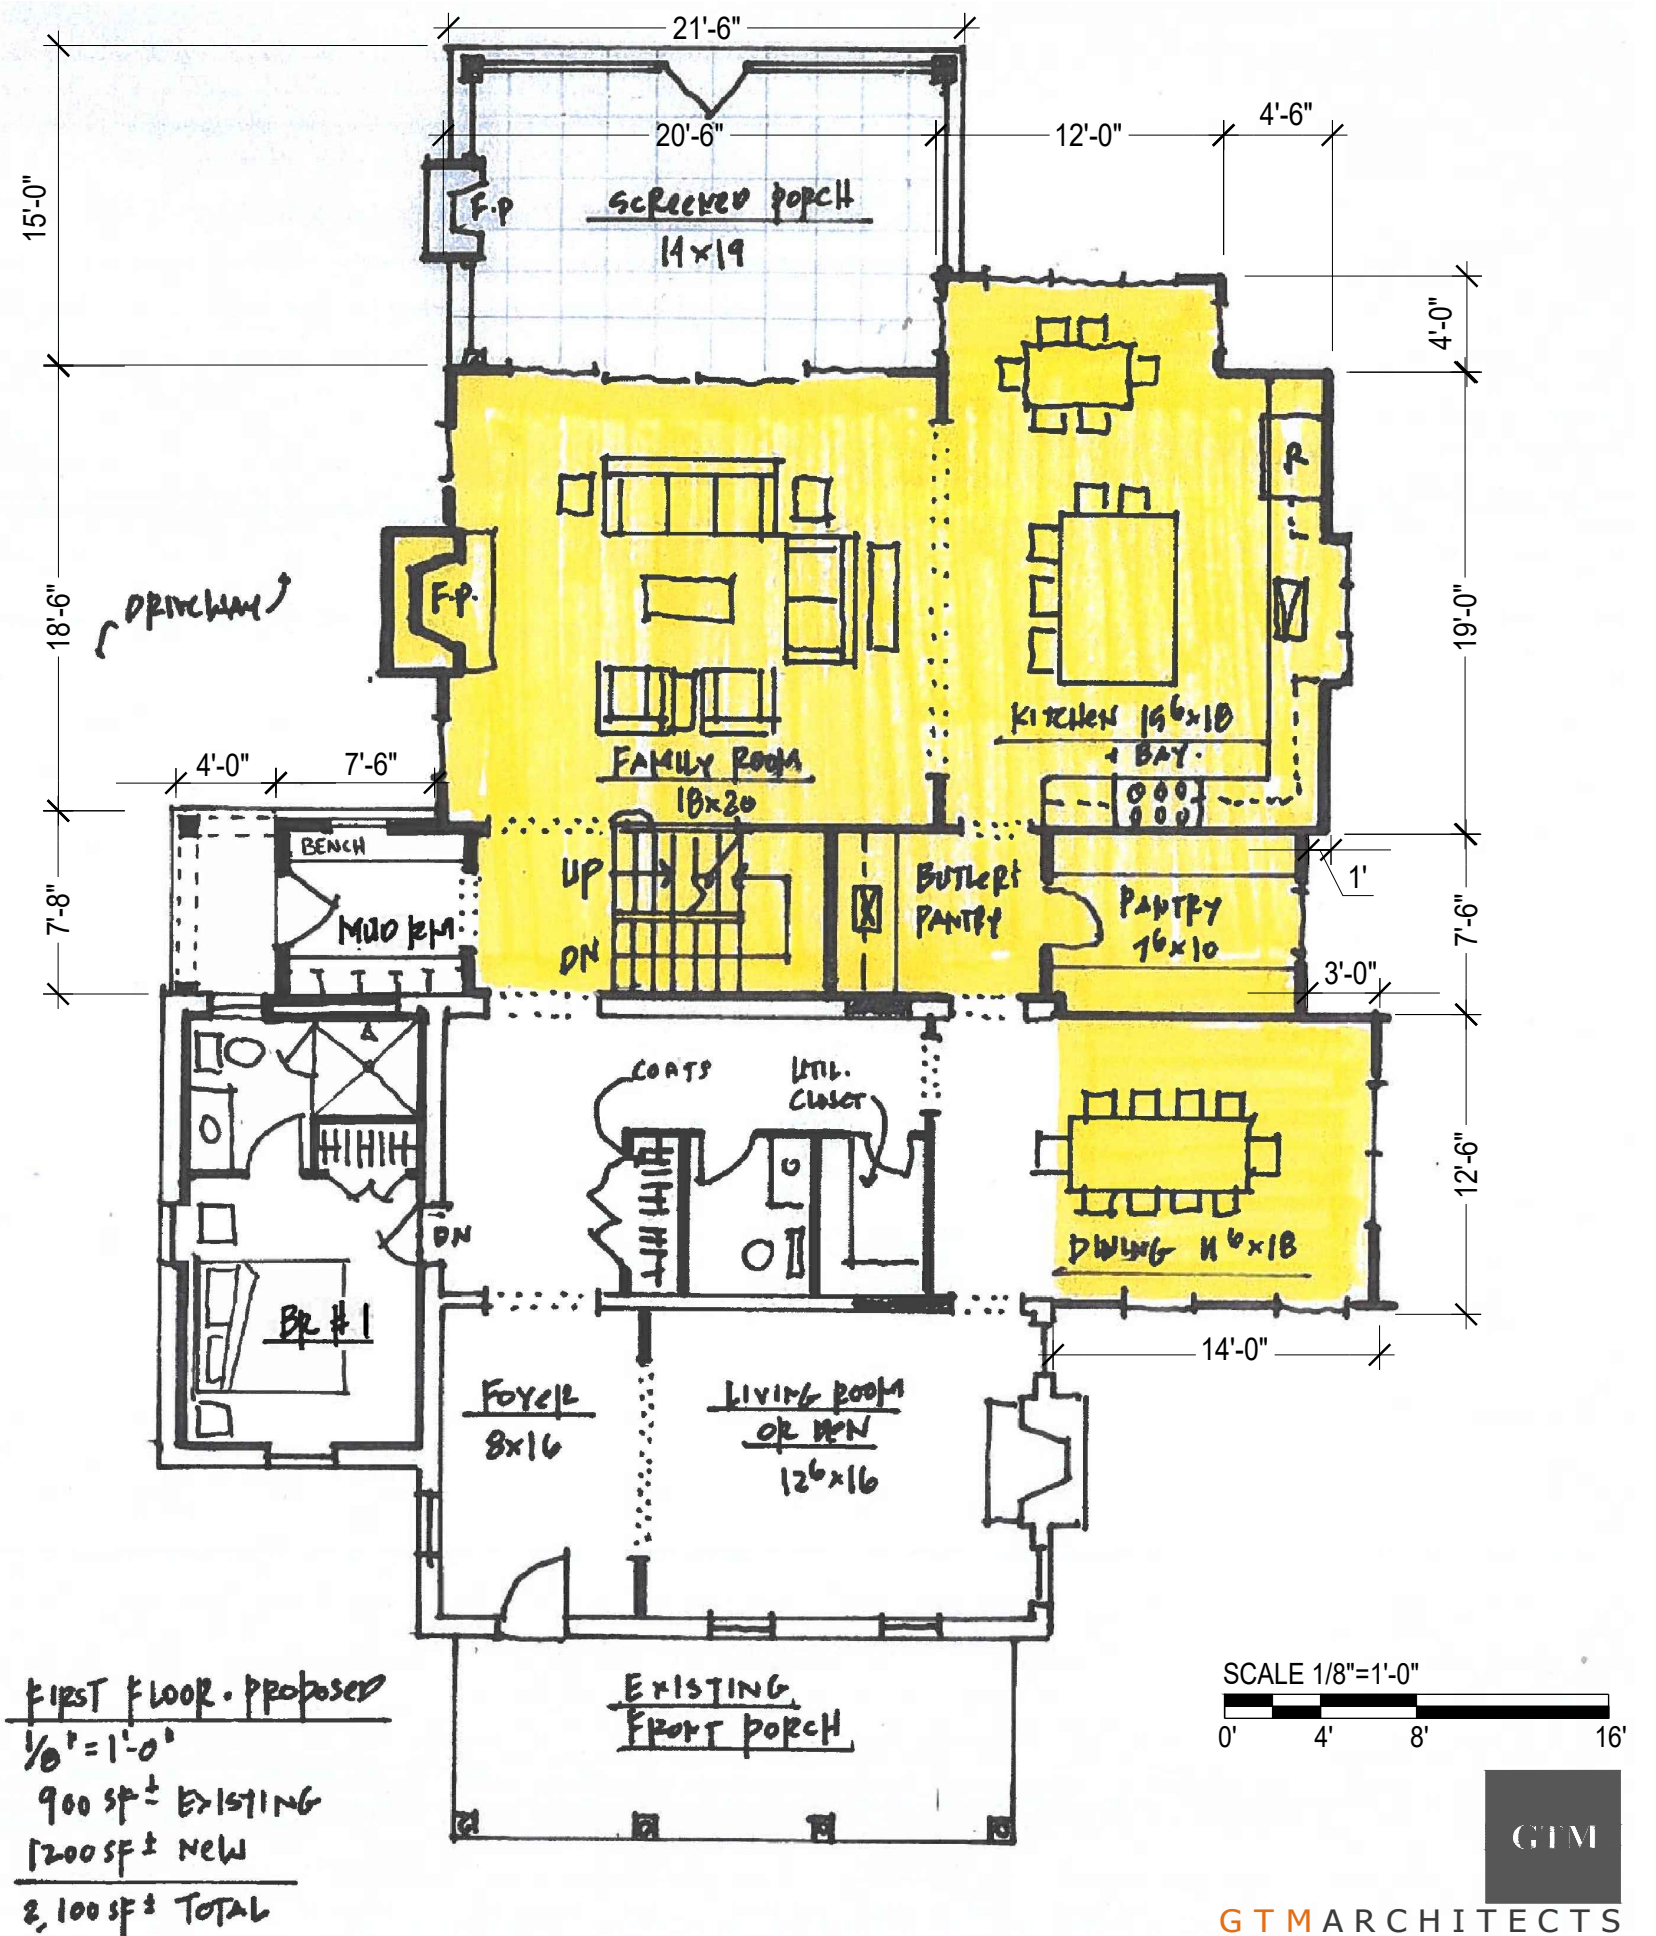 21'-6"
20'-6"
12'-0"
4'-6"
15'-0"
F.P
SCREENED PORCH
14x19
4'-0"
R
DRIVEWAY
18'-6"
F.P.
19'-0"
KITCHEN 15⁶x18
+ BAY.
FAMILY ROOM
18x20
4'-0"
7'-6"
BENCH
MUD RM.
7'-8"
UP
DN
BUTLERS
PANTRY
PANTRY
7⁶x10
1'
7'-6"
3'-0"
COATS
UTIL.
CLOSET
12'-6"
DINING 11⁶x18
DN
BR #1
14'-0"
FOYER
8x16
LIVING ROOM
OR DEN
12⁶x16
EXISTING
FRONT PORCH
FIRST FLOOR. PROPOSED
1/8" = 1'-0"
900 SF ± EXISTING
1200 SF ± NEW
2,100 SF ± TOTAL
SCALE 1/8"=1'-0"
0' 4' 8' 16'
GTM
GTMARCHITECTS